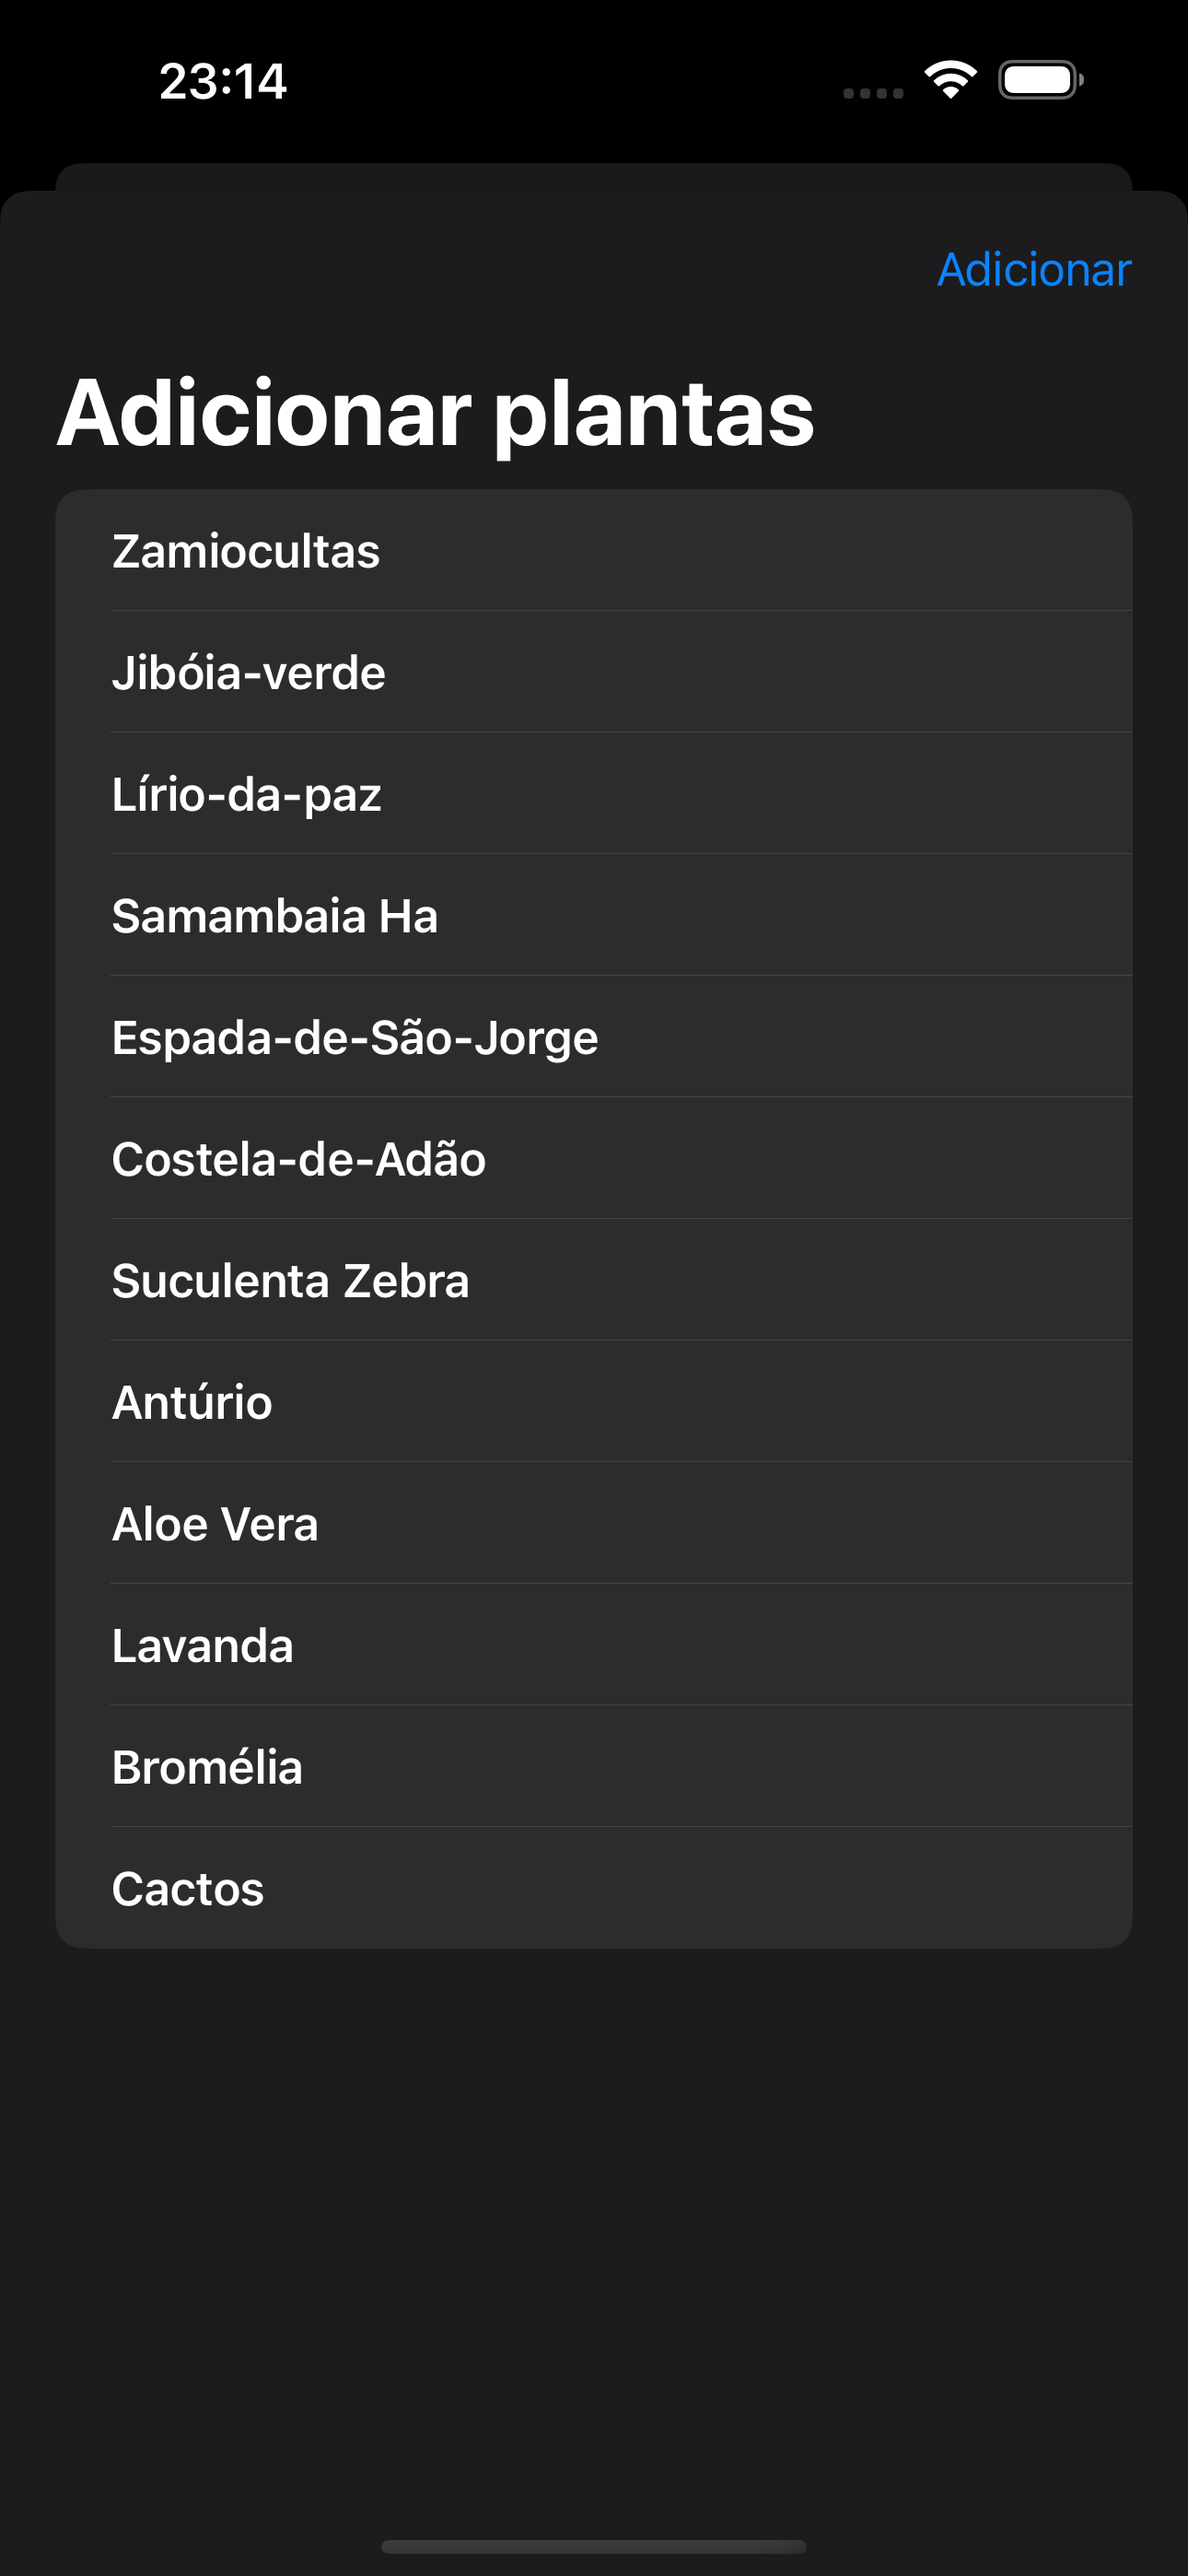 23:14
Adicionar
Adicionar plantas
Zamiocultas
Jibóia-verde
Lírio-da-paz
Samambaia Ha
Espada-de-São-Jorge
Costela-de-Adão
Suculenta Zebra
Antúrio
Aloe Vera
Lavanda
Bromélia
Cactos